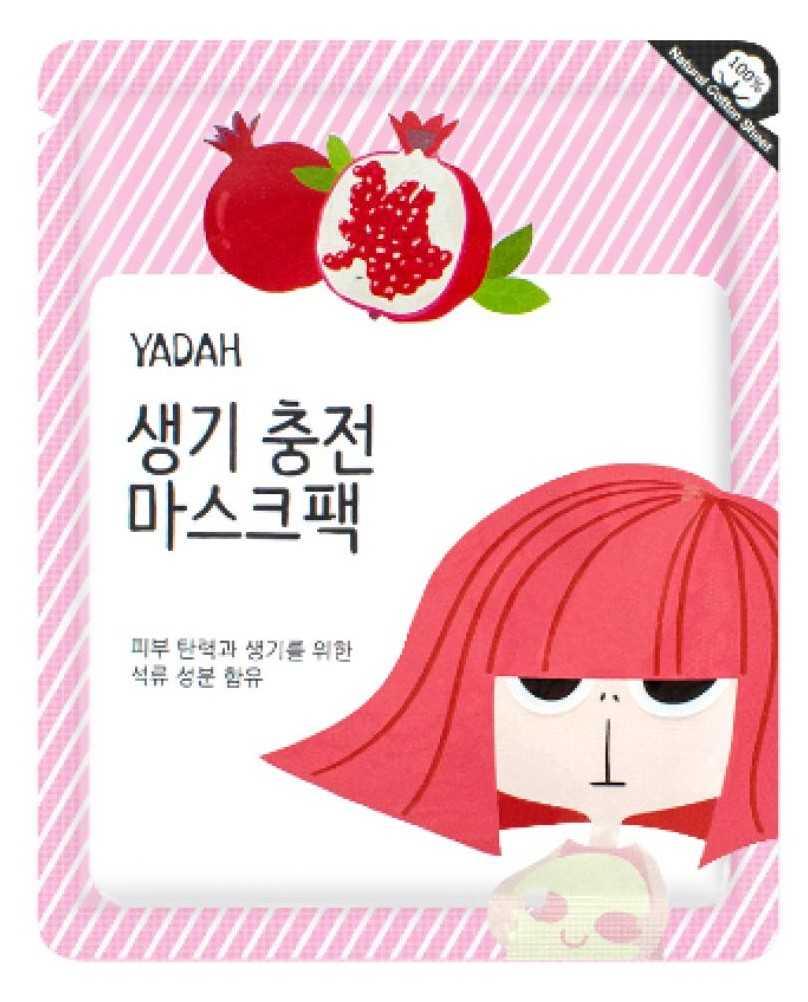 100%
Natural Cotton Sheet
YADAH
생기 충전
마스크팩
피부 탄력과 생기를 위한
석류 성분 함유